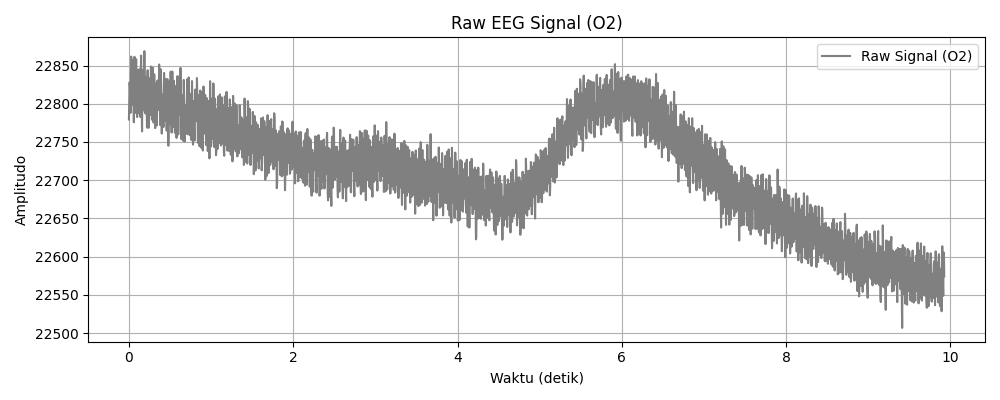 Raw EEG Signal (O2)
Raw Signal (O2)
Amplitudo
22850
22800
22750
22700
22650
22600
22550
22500
0 2 4 6 8 10
Waktu (detik)